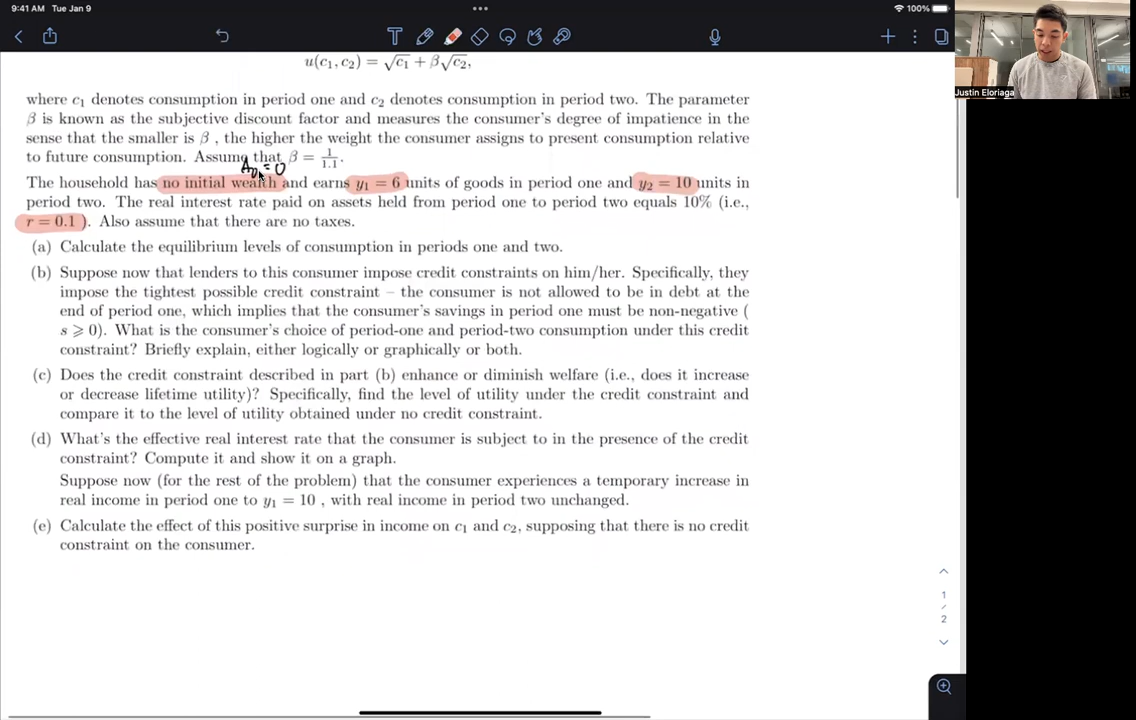 9:41 AM Tue Jan 9
100%
u(c₁, c₂) = √c₁ + β√c₂,
where c₁ denotes consumption in period one and c₂ denotes consumption in period two. The parameter
β is known as the subjective discount factor and measures the consumer's degree of impatience in the
sense that the smaller is β , the higher the weight the consumer assigns to present consumption relative
to future consumption. Assume that β = 1/1.1.
A₀ = 0
The household has no initial wealth and earns y₁ = 6 units of goods in period one and y₂ = 10 units in
period two. The real interest rate paid on assets held from period one to period two equals 10% (i.e.,
r = 0.1 ). Also assume that there are no taxes.
(a) Calculate the equilibrium levels of consumption in periods one and two.
(b) Suppose now that lenders to this consumer impose credit constraints on him/her. Specifically, they
impose the tightest possible credit constraint – the consumer is not allowed to be in debt at the
end of period one, which implies that the consumer's savings in period one must be non-negative (
s ⩾ 0). What is the consumer's choice of period-one and period-two consumption under this credit
constraint? Briefly explain, either logically or graphically or both.
(c) Does the credit constraint described in part (b) enhance or diminish welfare (i.e., does it increase
or decrease lifetime utility)? Specifically, find the level of utility under the credit constraint and
compare it to the level of utility obtained under no credit constraint.
(d) What's the effective real interest rate that the consumer is subject to in the presence of the credit
constraint? Compute it and show it on a graph.
Suppose now (for the rest of the problem) that the consumer experiences a temporary increase in
real income in period one to y₁ = 10 , with real income in period two unchanged.
(e) Calculate the effect of this positive surprise in income on c₁ and c₂, supposing that there is no credit
constraint on the consumer.
1
/
2
Justin Eloriaga